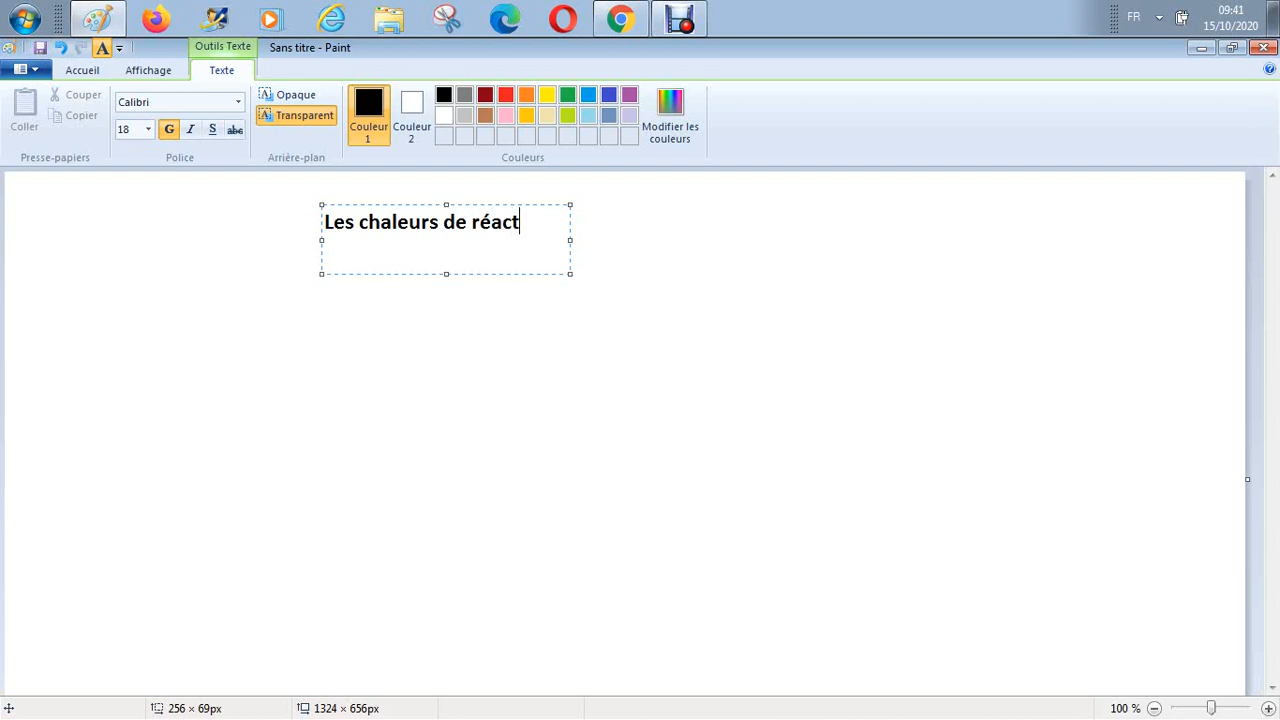 09:41
FR
15/10/2020
Outils Texte
Sans titre - Paint
Accueil
Affichage
Texte
Coller
Couper
Copier
Presse-papiers
Calibri
18
G I S abc
Police
Opaque
Transparent
Arrière-plan
Couleur 1
Couleur 2
Modifier les couleurs
Couleurs
Les chaleurs de réact
256 × 69px
1324 × 656px
100 %